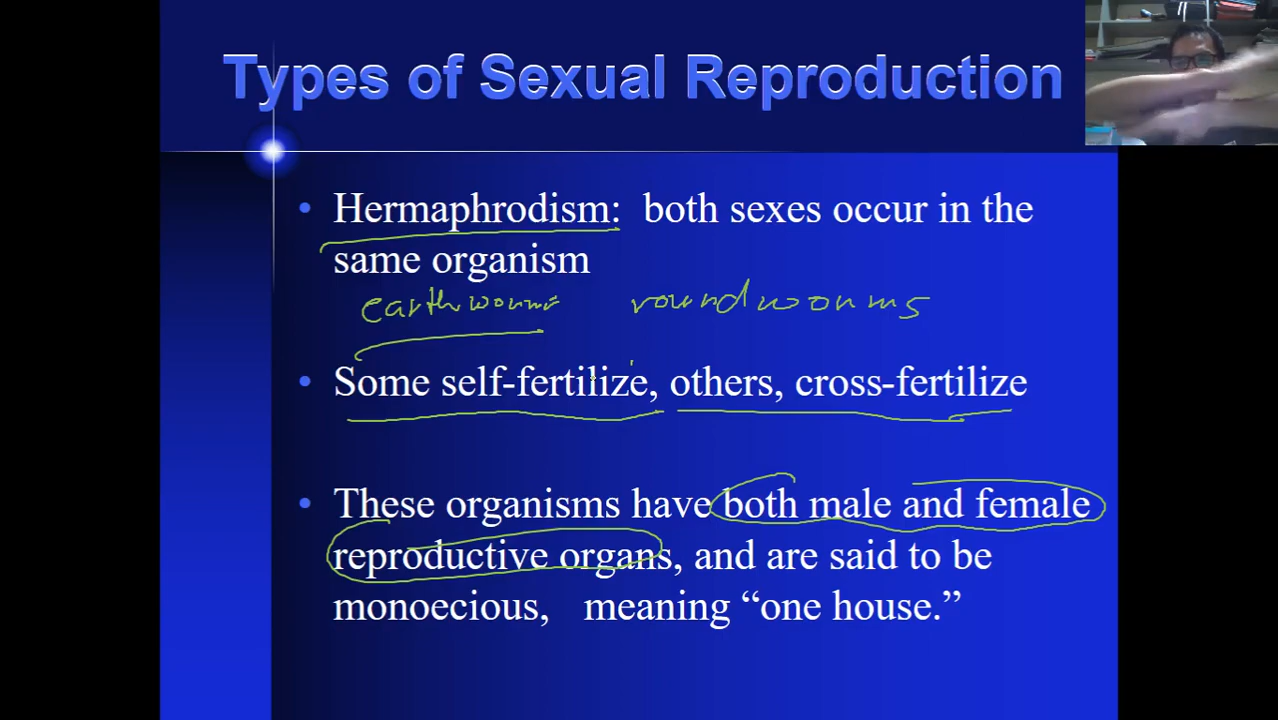 Types of Sexual Reproduction
• Hermaphrodism: both sexes occur in the
same organism
earthworms roundworms
• Some self-fertilize, others, cross-fertilize
• These organisms have both male and female
reproductive organs, and are said to be
monoecious, meaning “one house.”